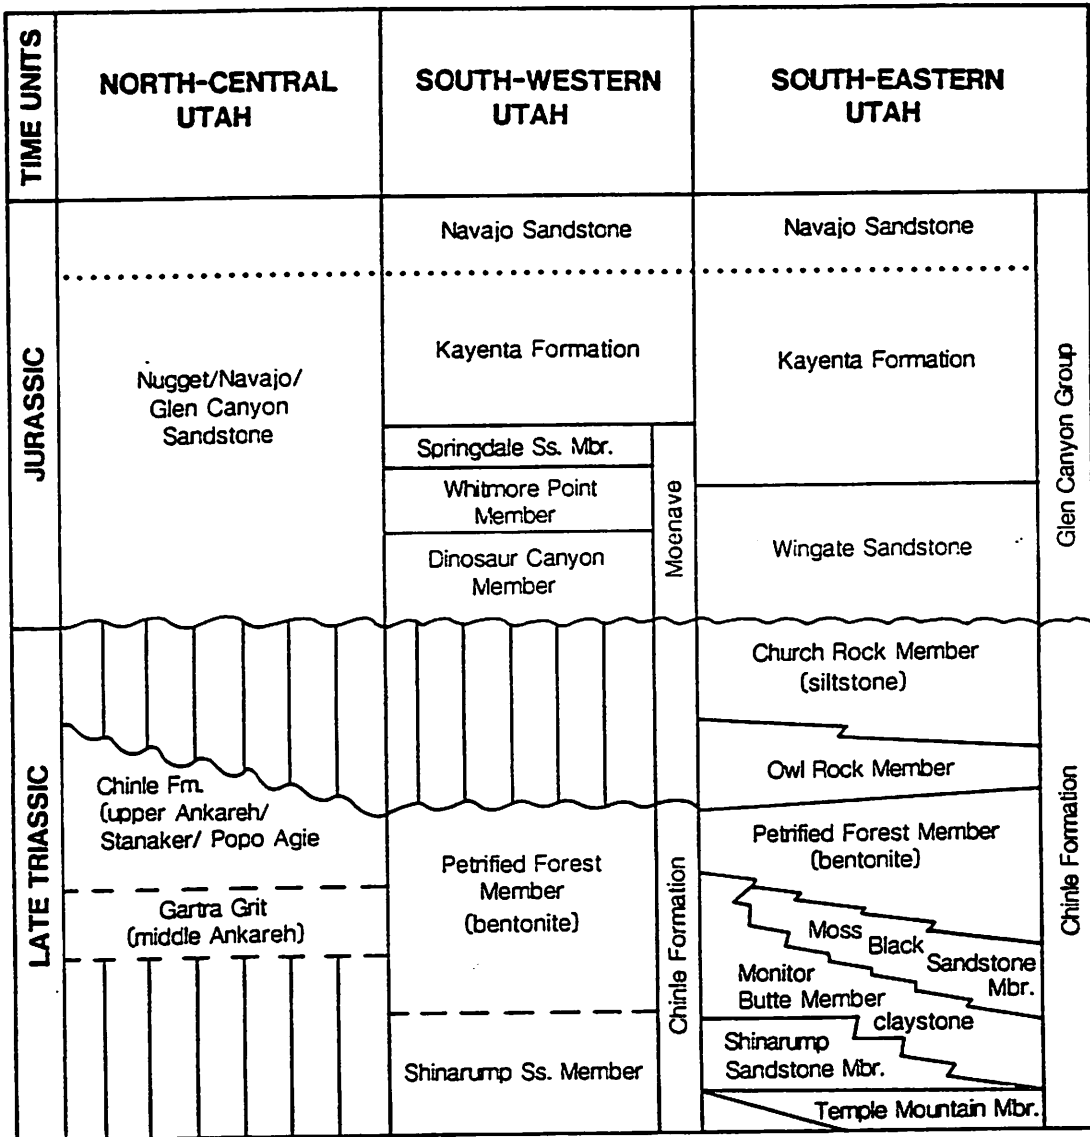 TIME UNITS
NORTH-CENTRAL
UTAH
SOUTH-WESTERN
UTAH
SOUTH-EASTERN
UTAH
JURASSIC
Nugget/Navajo/
Glen Canyon
Sandstone
Navajo Sandstone
Kayenta Formation
Springdale Ss. Mbr.
Whitmore Point
Member
Dinosaur Canyon
Member
Moenave
Navajo Sandstone
Kayenta Formation
Wingate Sandstone
Glen Canyon Group
LATE TRIASSIC
Chinle Fm.
(upper Ankareh/
Stanaker/ Popo Agie
Gartra Grit
(middle Ankareh)
Petrified Forest
Member
(bentonite)
Shinarump Ss. Member
Chinle Formation
Church Rock Member
(siltstone)
Owl Rock Member
Petrified Forest Member
(bentonite)
Moss
Black
Sandstone
Mbr.
Monitor
Butte Member
claystone
Shinarump
Sandstone Mbr.
Temple Mountain Mbr.
Chinle Formation